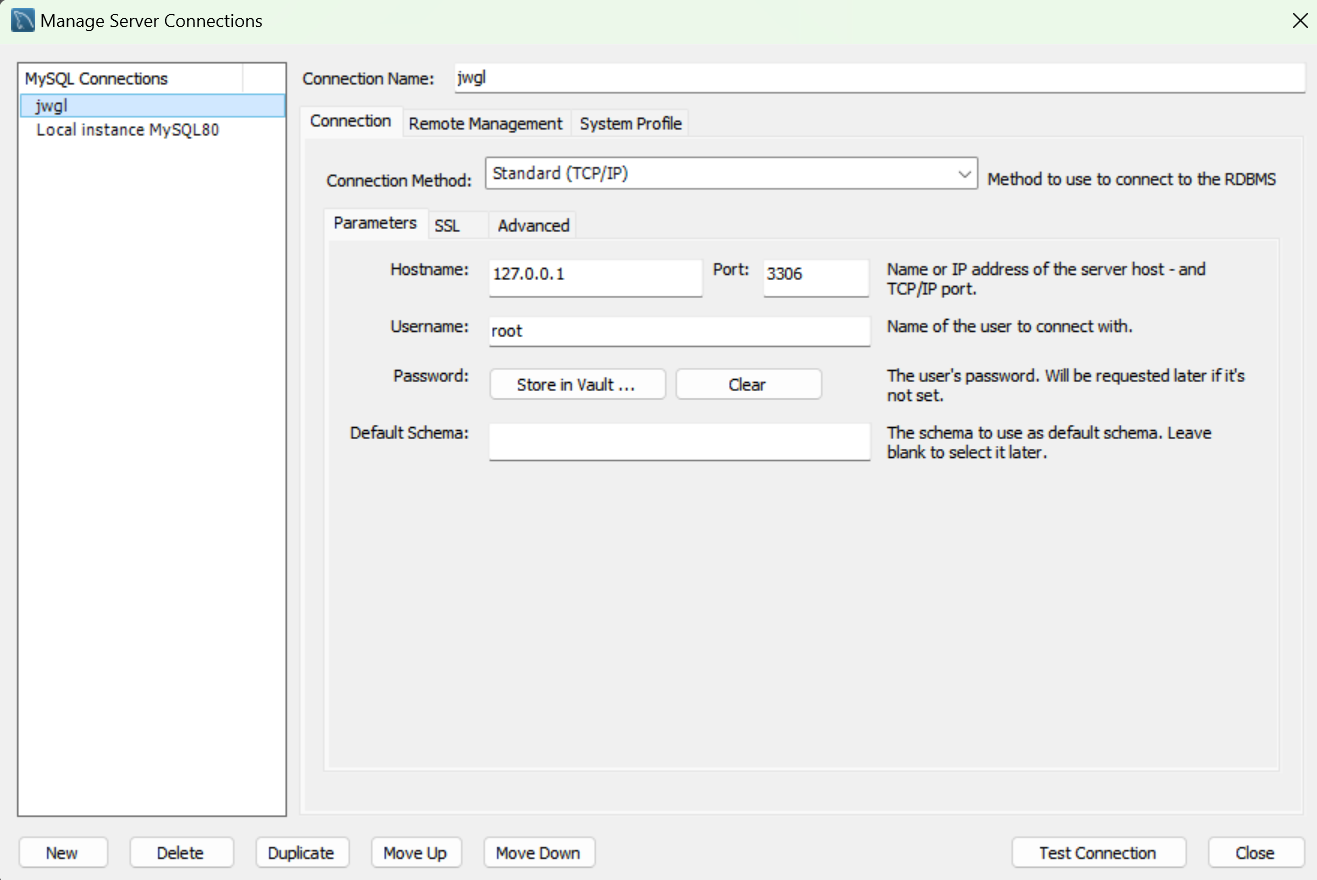 Manage Server Connections
MySQL Connections
jwgl
Local instance MySQL80
Connection Name: jwgl
Connection Remote Management System Profile
Connection Method: Standard (TCP/IP) Method to use to connect to the RDBMS
Parameters SSL Advanced
Hostname: 127.0.0.1 Port: 3306 Name or IP address of the server host - and
TCP/IP port.
Username: root Name of the user to connect with.
Password: Store in Vault ... Clear The user's password. Will be requested later if it's
not set.
Default Schema: The schema to use as default schema. Leave
blank to select it later.
New Delete Duplicate Move Up Move Down Test Connection Close